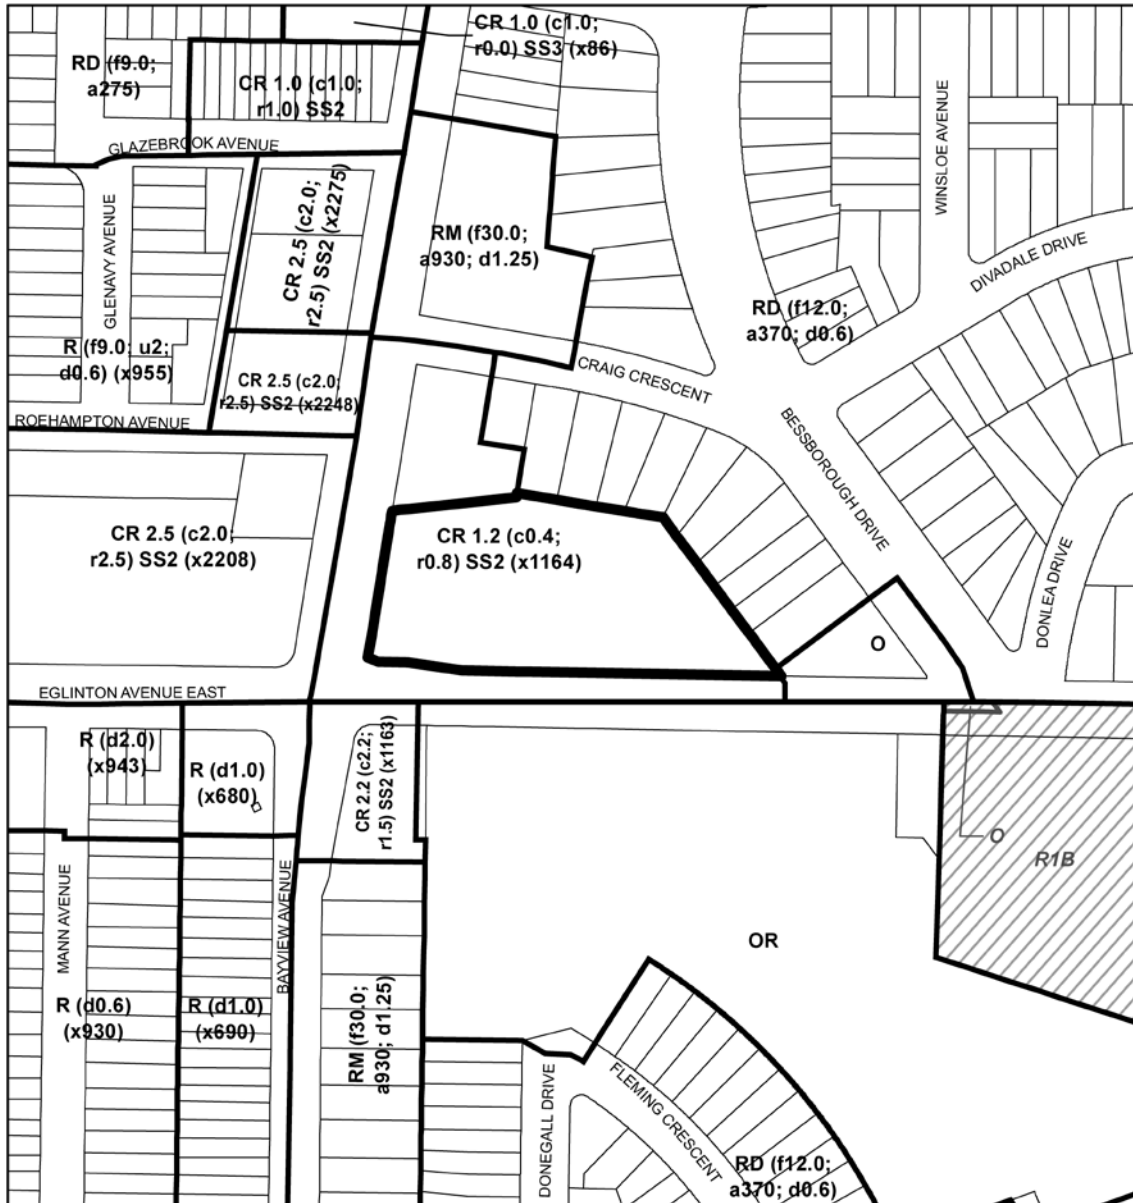 CR 1.0 (c1.0;
r0.0) SS3 (x86)
RD (f9.0;
a275)
CR 1.0 (c1.0;
r1.0) SS2
GLAZEBROOK AVENUE
WINSLOE AVENUE
GLENAVY AVENUE
CR 2.5 (c2.0;
r2.5) SS2 (x2275)
RM (f30.0;
a930; d1.25)
DIVADALE DRIVE
RD (f12.0;
a370; d0.6)
R (f9.0; u2;
d0.6) (x955)
CR 2.5 (c2.0;
r2.5) SS2 (x2248)
CRAIG CRESCENT
ROEHAMPTON AVENUE
BESSBOROUGH DRIVE
CR 2.5 (c2.0;
r2.5) SS2 (x2208)
CR 1.2 (c0.4;
r0.8) SS2 (x1164)
DONLEA DRIVE
O
EGLINTON AVENUE EAST
R (d2.0)
(x943)
R (d1.0)
(x680)
CR 2.2 (c2.2;
r1.5) SS2 (x1163)
O
R1B
MANN AVENUE
BAYVIEW AVENUE
OR
R (d0.6)
(x930)
R (d1.0)
(x690)
RM (f30.0;
a930; d1.25)
DONEGALL DRIVE
FLEMING CRESCENT
RD (f12.0;
a370; d0.6)